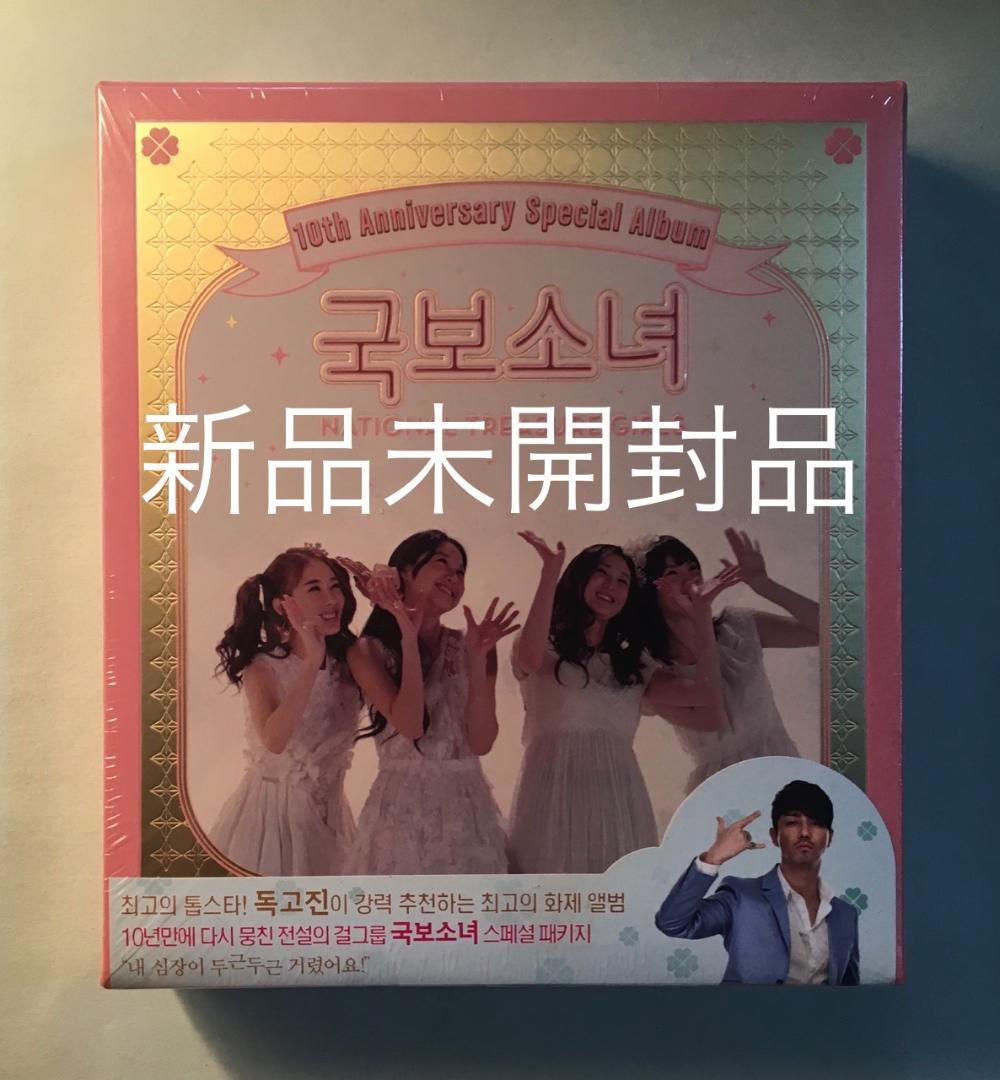 10th Anniversary Special Album
국보소녀
NATIONAL TREASURE GIRLS
新品未開封品
최고의 톱스타! 독고진이 강력 추천하는 최고의 화제 앨범
10년만에 다시 뭉친 전설의 걸그룹 국보소녀 스페셜 패키지
"내 심장이 두근두근 거렸어요!"